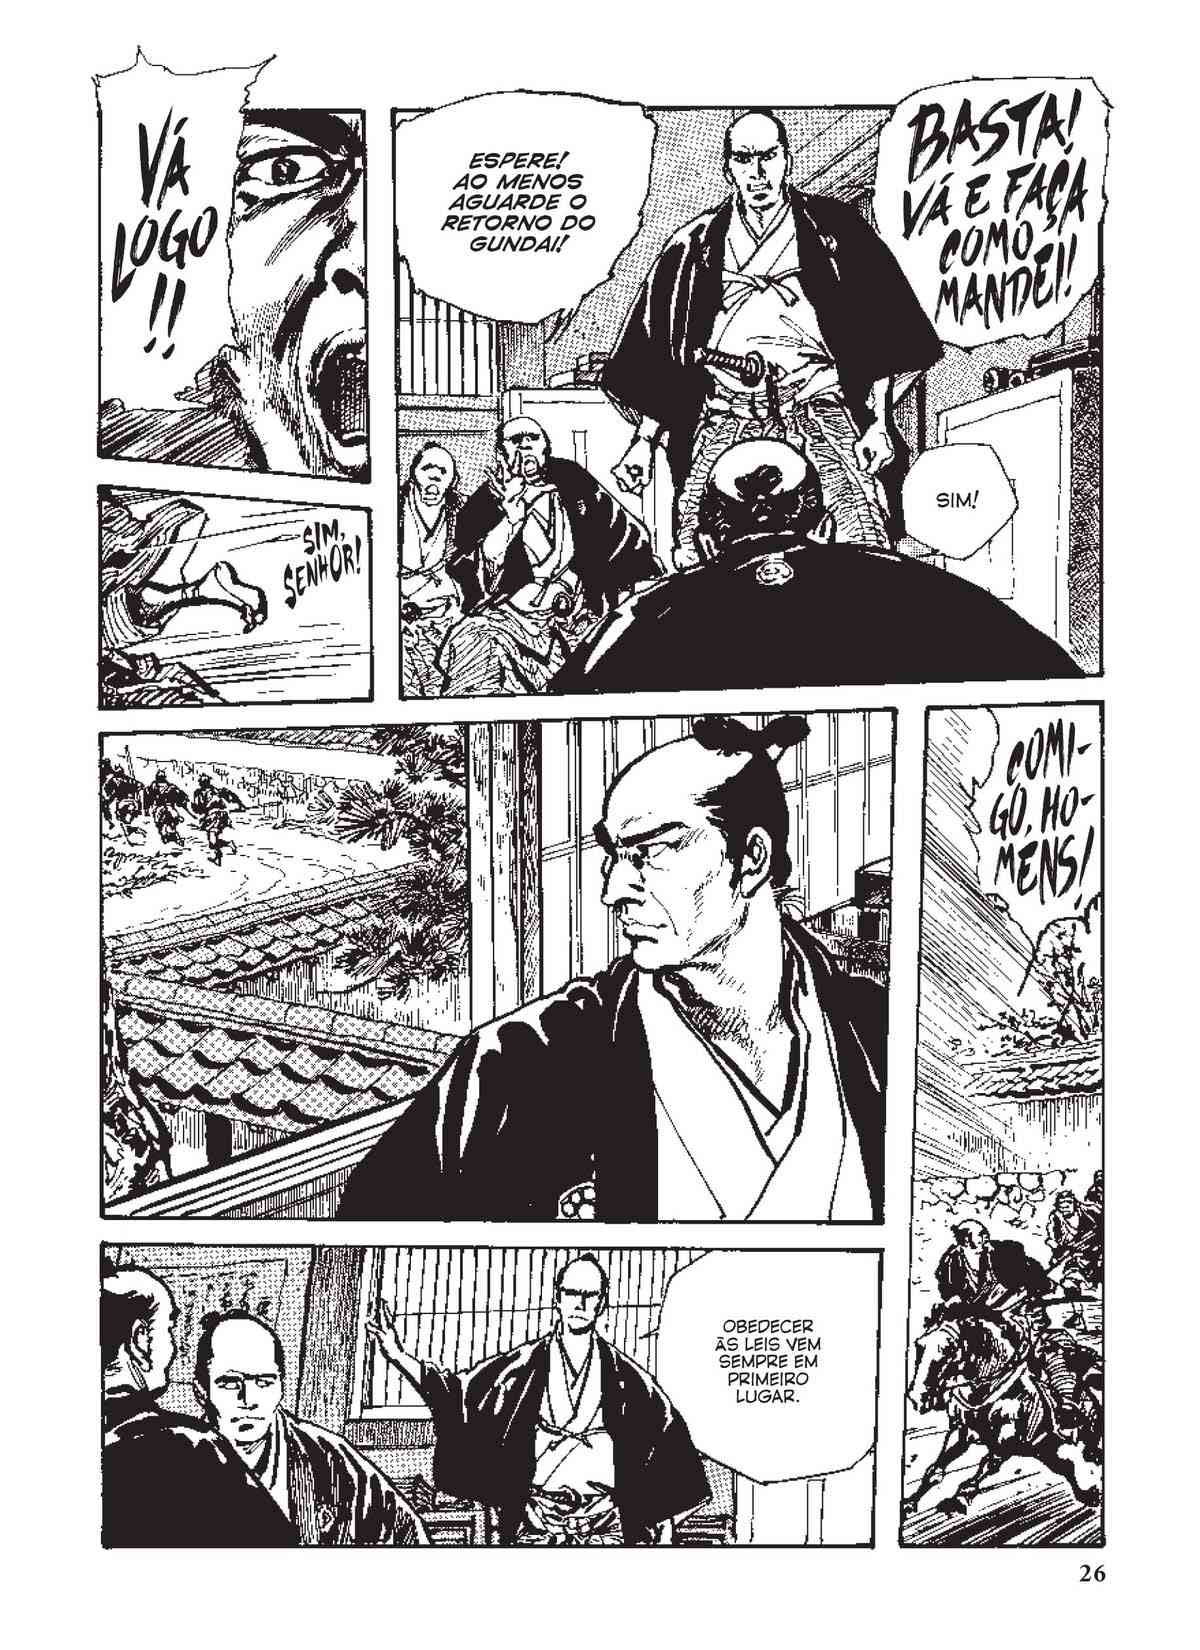 BASTA!
VÁ E FAÇA
COMO
MANDEI!
SIM!
ESPERE!
AO MENOS
AGUARDE O
RETORNO DO
GUNDAI!
VÁ
LOGO
!!
SIM,
SENHOR!
COMI-
GO, HO-
MENS!
OBEDECER
ÀS LEIS VEM
SEMPRE EM
PRIMEIRO
LUGAR.
26